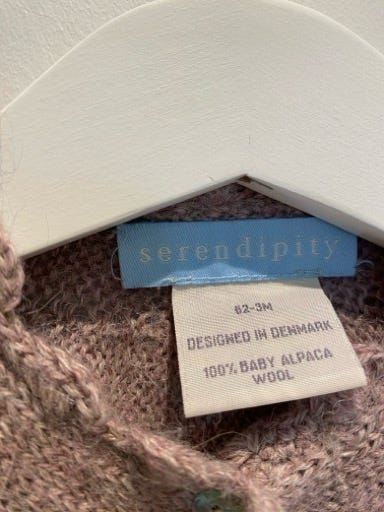 serendipity
62-3M
DESIGNED IN DENMARK
100% BABY ALPACA
WOOL